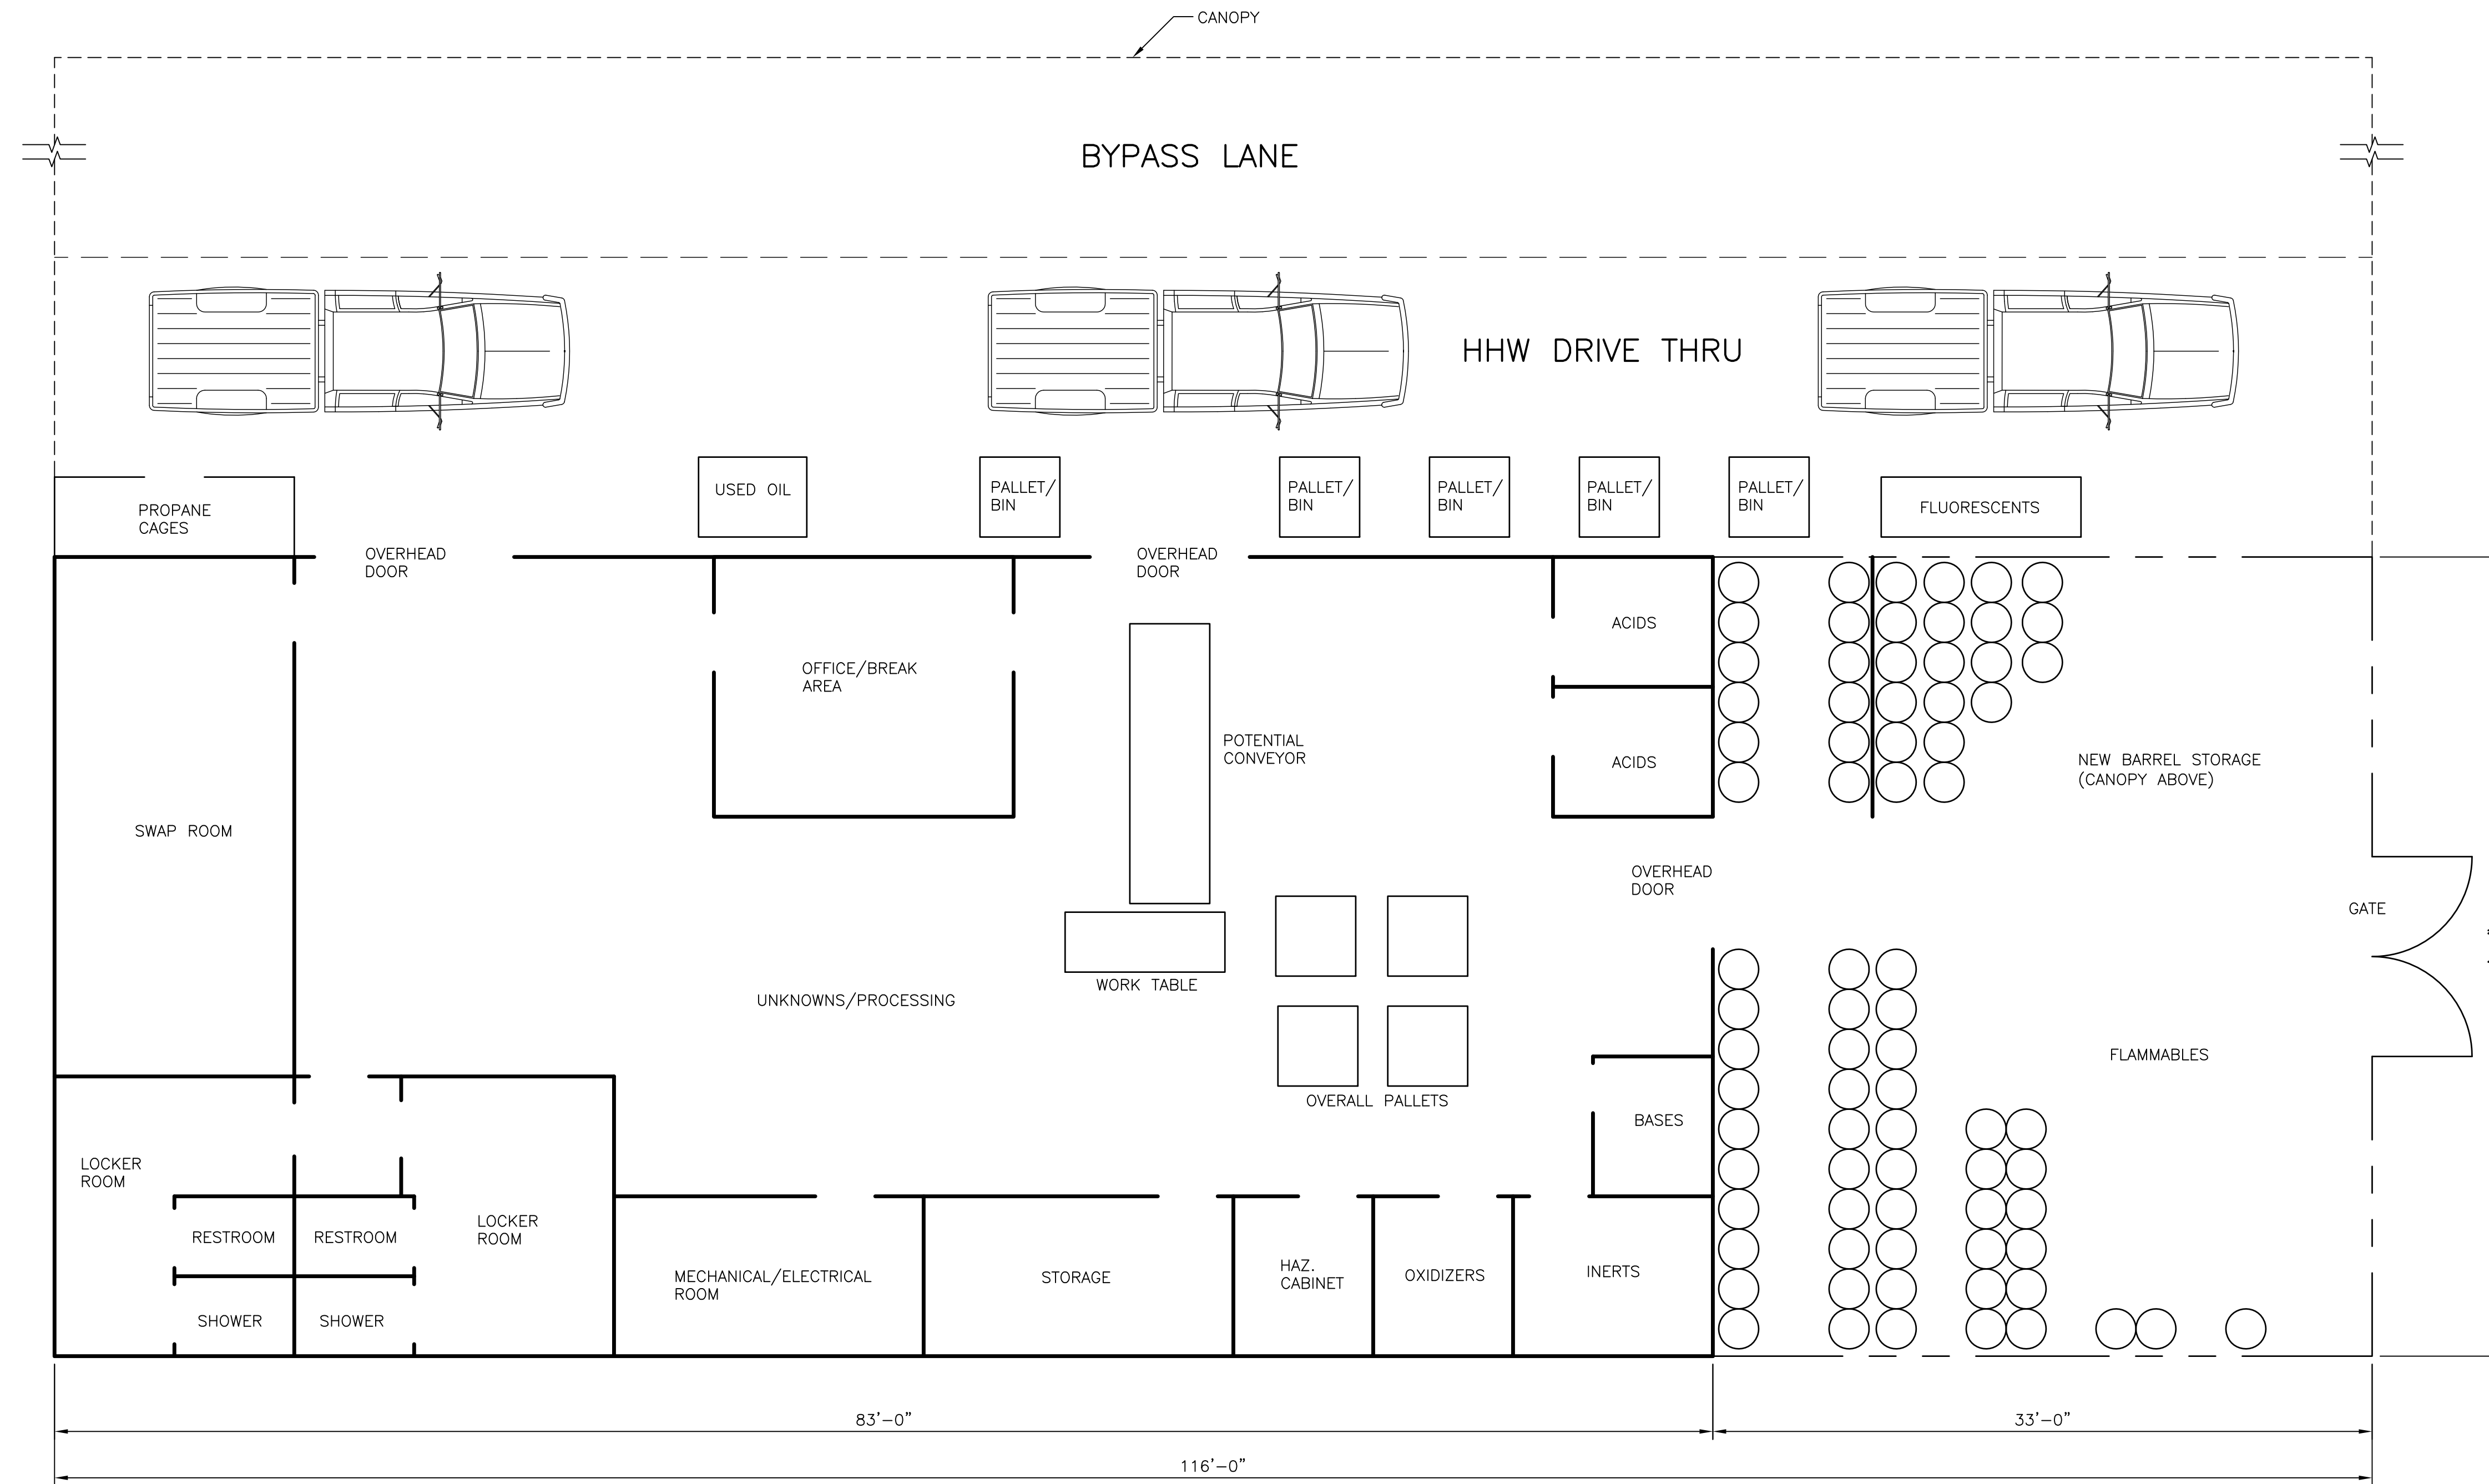 CANOPY
BYPASS LANE
HHW DRIVE THRU
PROPANE
CAGES
USED OIL
PALLET/
BIN
PALLET/
BIN
PALLET/
BIN
PALLET/
BIN
PALLET/
BIN
FLUORESCENTS
OVERHEAD
DOOR
OVERHEAD
DOOR
ACIDS
OFFICE/BREAK
AREA
POTENTIAL
CONVEYOR
ACIDS
NEW BARREL STORAGE
(CANOPY ABOVE)
SWAP ROOM
OVERHEAD
DOOR
GATE
WORK TABLE
UNKNOWNS/PROCESSING
FLAMMABLES
OVERALL PALLETS
BASES
LOCKER
ROOM
RESTROOM
RESTROOM
LOCKER
ROOM
MECHANICAL/ELECTRICAL
ROOM
STORAGE
HAZ.
CABINET
OXIDIZERS
INERTS
SHOWER
SHOWER
83'-0"
33'-0"
116'-0"